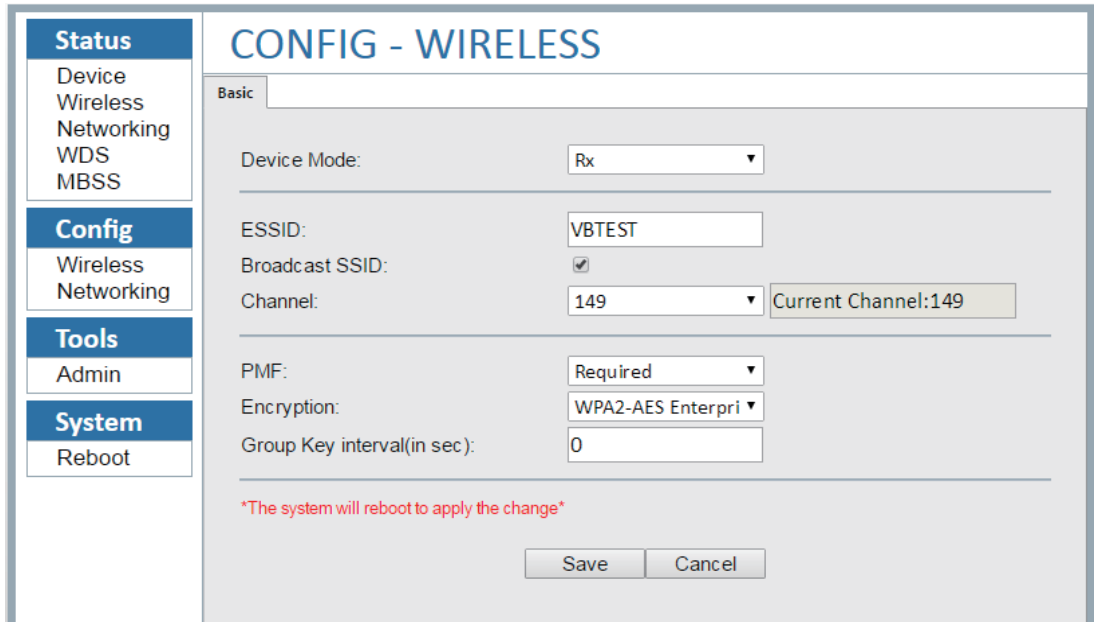 Status
Device
Wireless
Networking
WDS
MBSS
Config
Wireless
Networking
Tools
Admin
System
Reboot
CONFIG - WIRELESS
Basic
Device Mode: Rx
ESSID: VBTEST
Broadcast SSID:
Channel: 149 Current Channel:149
PMF: Required
Encryption: WPA2-AES Enterpri
Group Key interval(in sec): 0
*The system will reboot to apply the change*
Save Cancel